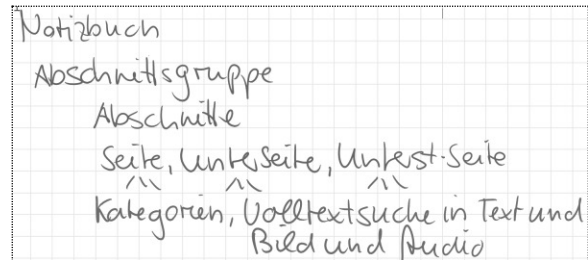 Notizbuch
Abschnittsgruppe
Abschnitte
Seite, Unterseite, Unterst. Seite
Kategorien, Volltextsuche in Text und
Bild und Audio